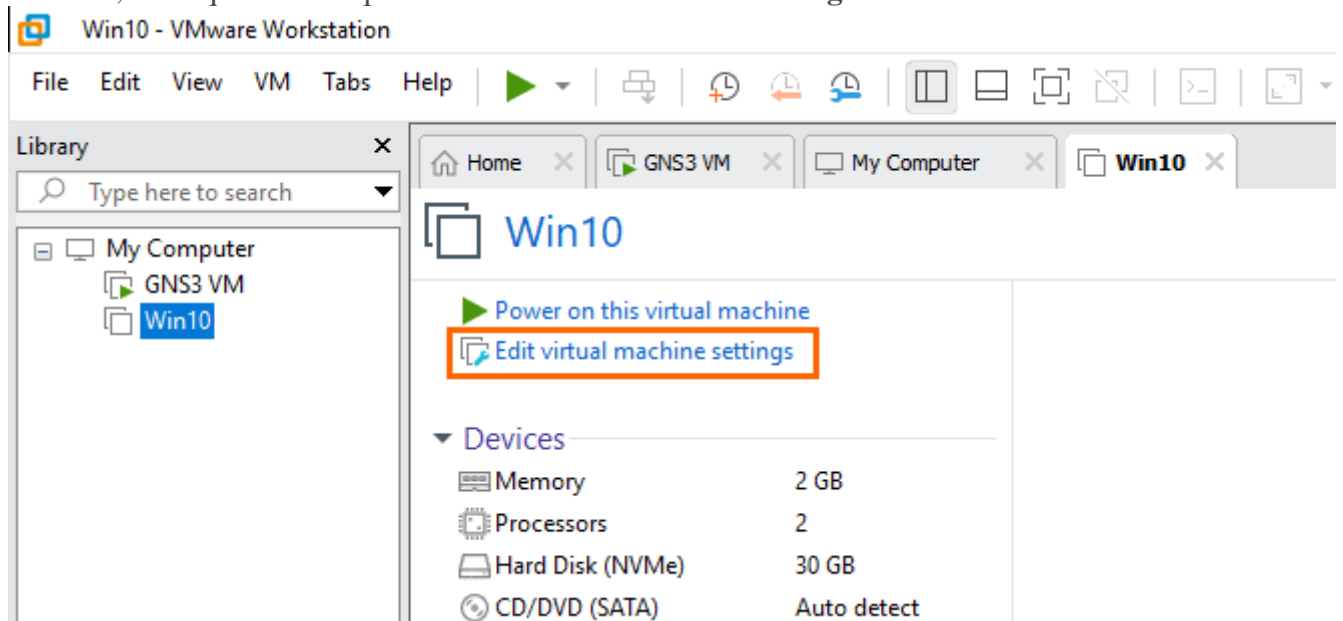 Win10 - VMware Workstation
File Edit View VM Tabs Help
Library
Type here to search
My Computer
GNS3 VM
Win10
Home GNS3 VM My Computer Win10
Win10
Power on this virtual machine
Edit virtual machine settings
Devices
Memory 2 GB
Processors 2
Hard Disk (NVMe) 30 GB
CD/DVD (SATA) Auto detect